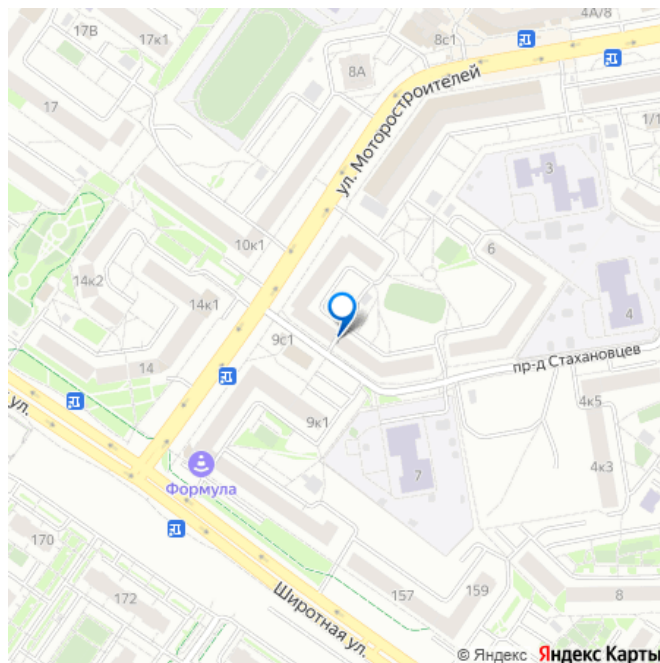 17В
17к1
8с1
4А/8
8А
17
ул. Моторостроителей
1/1
3
10к1
6
14к2
14к1
4
9с1
пр-д Стахановцев
14
4к5
ул.
9к1
4к3
7
Формула
170
172
157
159
8
Широтная ул.
© Яндекс Яндекс Карты